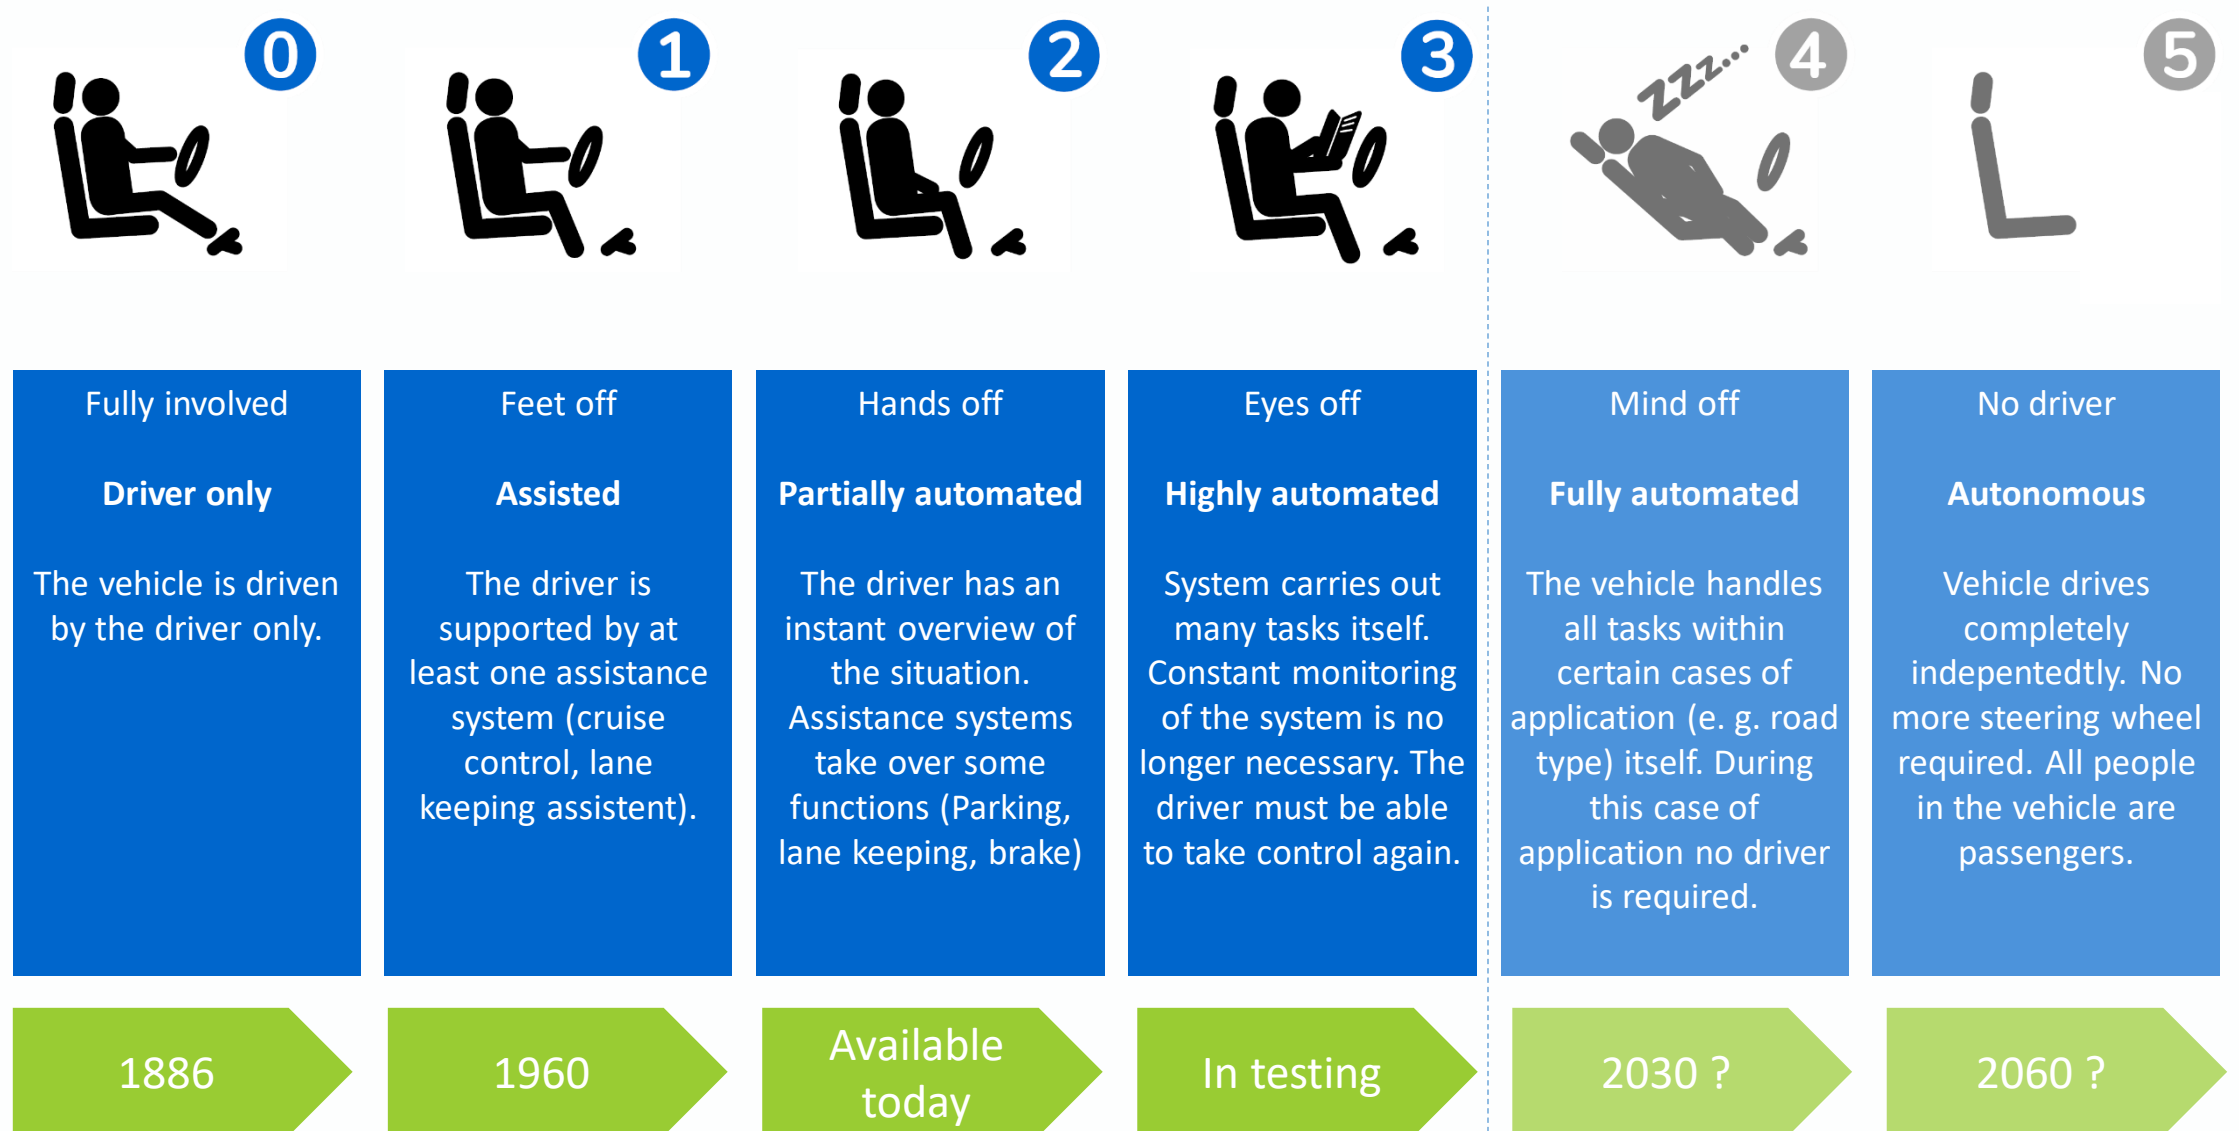 0
1
2
3
4
5
zzz...
Fully involved
Driver only
The vehicle is driven
by the driver only.
Feet off
Assisted
The driver is
supported by at
least one assistance
system (cruise
control, lane
keeping assistent).
Hands off
Partially automated
The driver has an
instant overview of
the situation.
Assistance systems
take over some
functions (Parking,
lane keeping, brake)
Eyes off
Highly automated
System carries out
many tasks itself.
Constant monitoring
of the system is no
longer necessary. The
driver must be able
to take control again.
Mind off
Fully automated
The vehicle handles
all tasks within
certain cases of
application (e. g. road
type) itself. During
this case of
application no driver
is required.
No driver
Autonomous
Vehicle drives
completely
indepentedtly. No
more steering wheel
required. All people
in the vehicle are
passengers.
1886
1960
Available
today
In testing
2030 ?
2060 ?